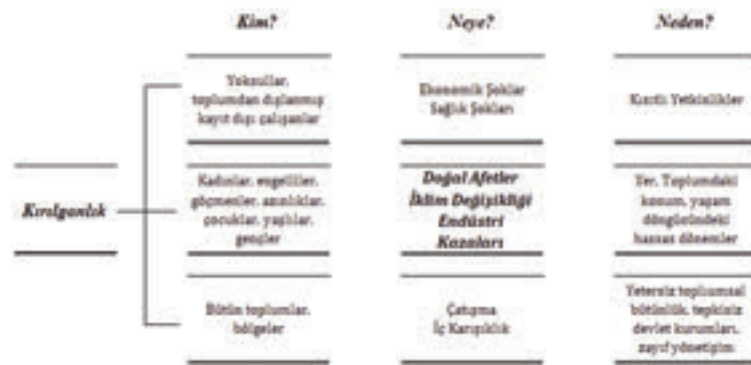 Kim?
Neye?
Neden?
Yoksullar,
toplumdan dışlanmış
kayıt dışı çalışanlar
Ekonomik Şoklar
Sağlık Şokları
Kısıtlı Yetkinlikler
Kırılganlık
Kadınlar, engelliler,
göçmenler, azınlıklar,
çocuklar, yaşlılar,
gençler
Doğal Afetler
İklim Değişikliği
Endüstri
Kazaları
Yer, Toplumdaki
konum, yaşam
döngüsündeki
hassas dönemler
Bütün toplumlar,
bölgeler
Çatışma
İç Karışıklık
Yetersiz toplumsal
bütünlük, tepkisiz
devlet kurumları,
zayıf yönetişim